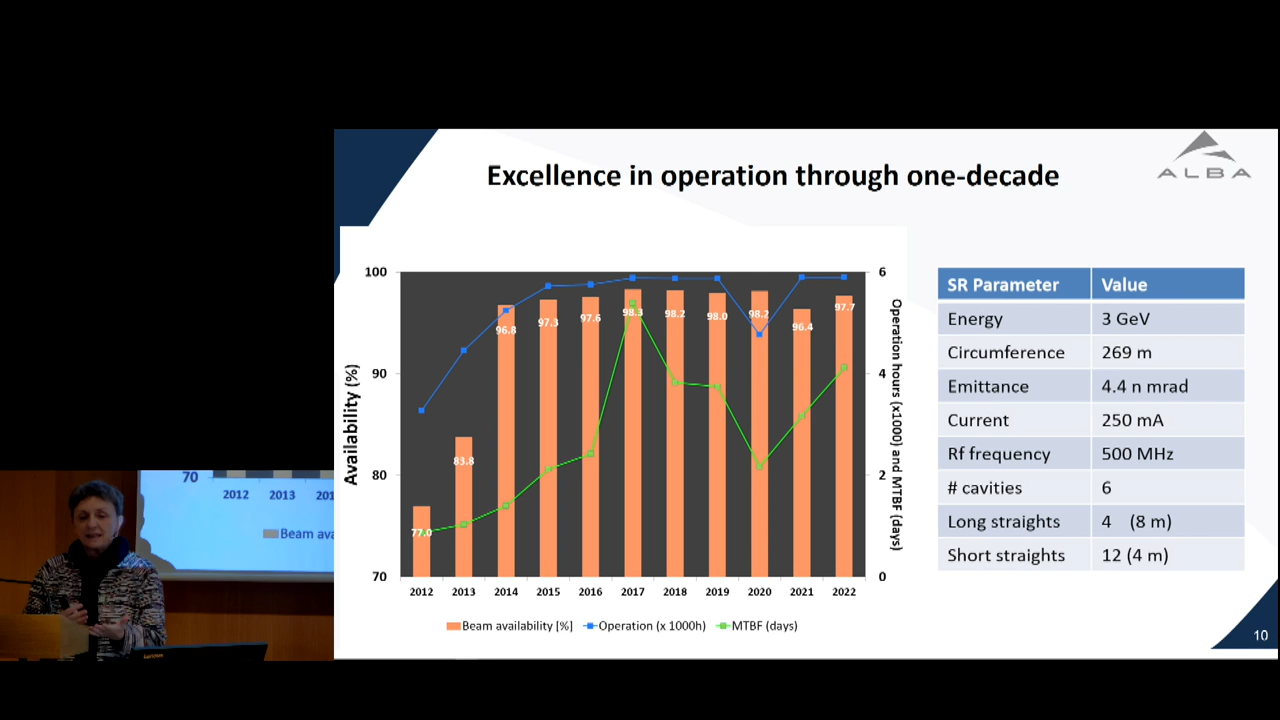 Excellence in operation through one-decade
ALBA
100
90
80
70
Availability (%)
6
4
2
0
Operation hours (x1000) and MTBF (days)
77.0
83.8
96.8
97.3
97.6
98.3
98.2
98.0
98.2
96.4
97.7
2012 2013 2014 2015 2016 2017 2018 2019 2020 2021 2022
Beam availability [%] Operation (x 1000h) MTBF (days)
SR Parameter Value
Energy 3 GeV
Circumference 269 m
Emittance 4.4 n mrad
Current 250 mA
Rf frequency 500 MHz
# cavities 6
Long straights 4 (8 m)
Short straights 12 (4 m)
10
70
2012 2013 201
Beam ava